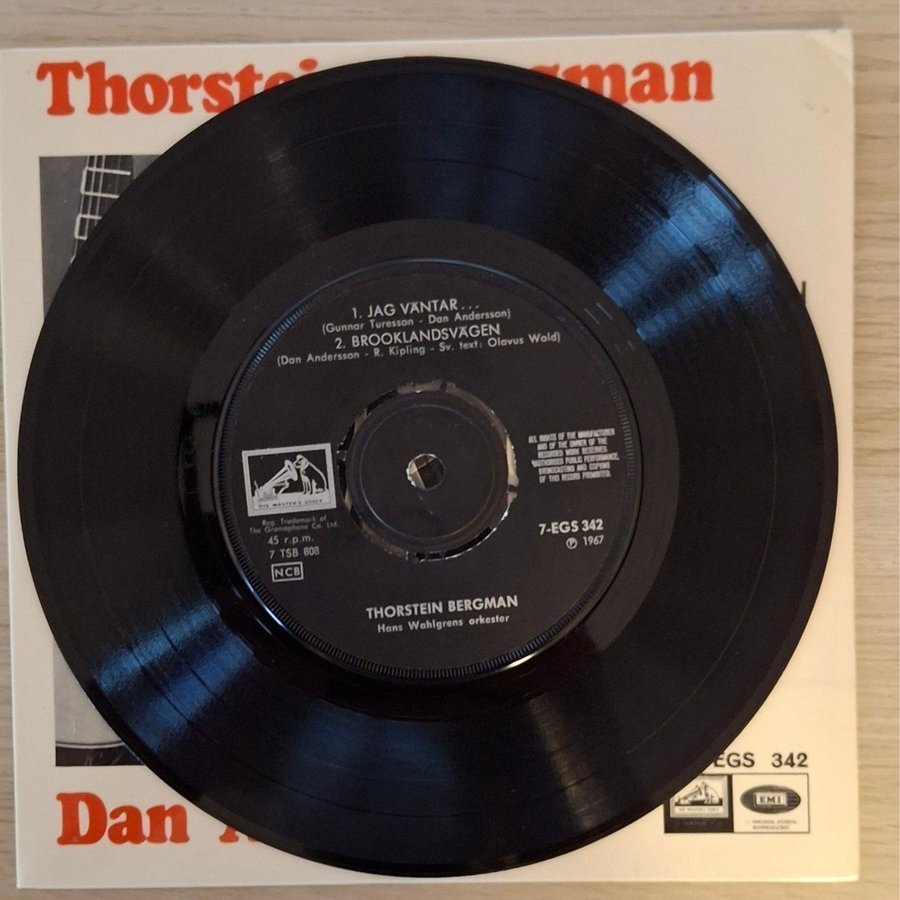 Thorstei
gman
1. JAG VÄNTAR...
(Gunnar Turesson - Dan Andersson)
2. BROOKLANDSVÄGEN
(Dan Andersson - R. Kipling - Sv. text: Olavus Wald)
HIS MASTER'S VOICE
Reg. Trademark of
The Gramophone Co. Ltd.
45 r.p.m.
7 TSB 808
NCB
ALL RIGHTS OF THE MANUFACTURER
AND OF THE OWNER OF THE
RECORDED WORK RESERVED.
UNAUTHORISED PUBLIC PERFORMANCE,
BROADCASTING AND COPYING
OF THIS RECORD PROHIBITED.
7-EGS 342
Ⓟ 1967
THORSTEIN BERGMAN
Hans Wahlgrens orkester
EGS 342
EMI
Dan